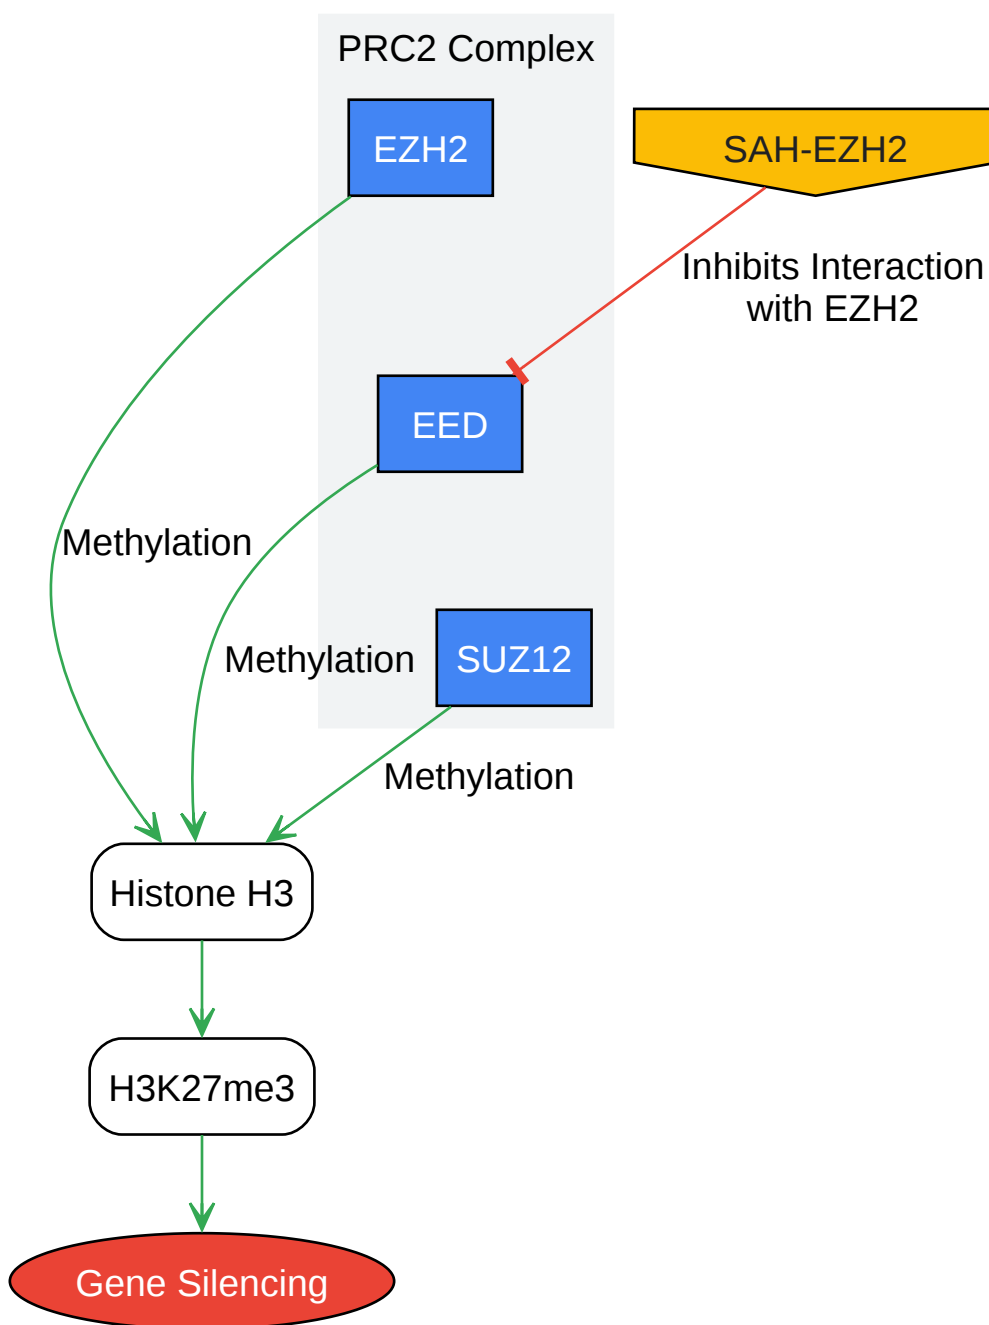 PRC2 Complex
EZH2
SAH-EZH2
Inhibits Interaction
with EZH2
EED
Methylation
Methylation
SUZ12
Methylation
Histone H3
H3K27me3
Gene Silencing